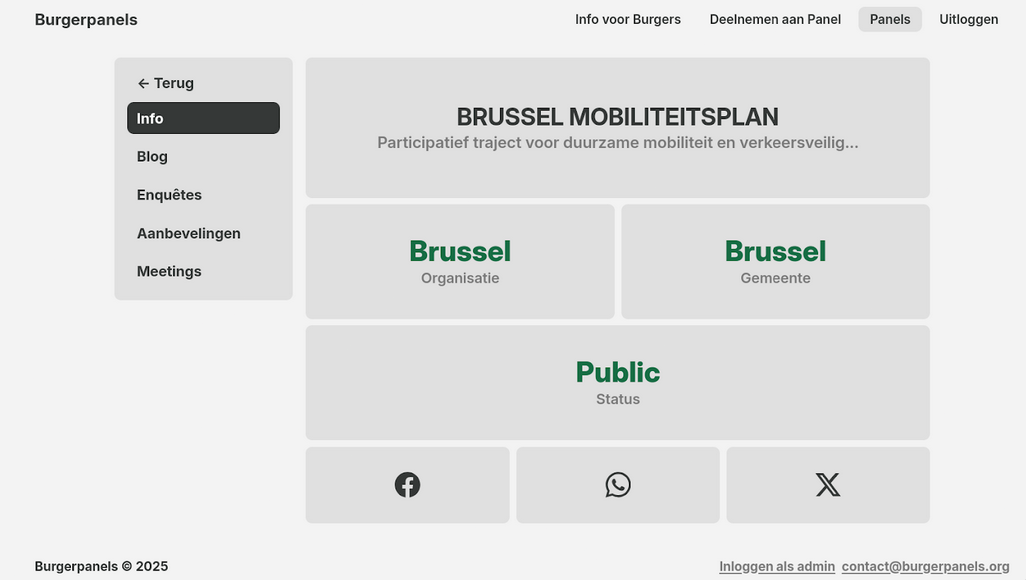 Burgerpanels
Info voor Burgers
Deelnemen aan Panel
Panels
Uitloggen
← Terug
Info
Blog
Enquêtes
Aanbevelingen
Meetings
BRUSSEL MOBILITEITSPLAN
Participatief traject voor duurzame mobiliteit en verkeersveilig...
Brussel
Organisatie
Brussel
Gemeente
Public
Status
Burgerpanels © 2025
Inloggen als admin
contact@burgerpanels.org